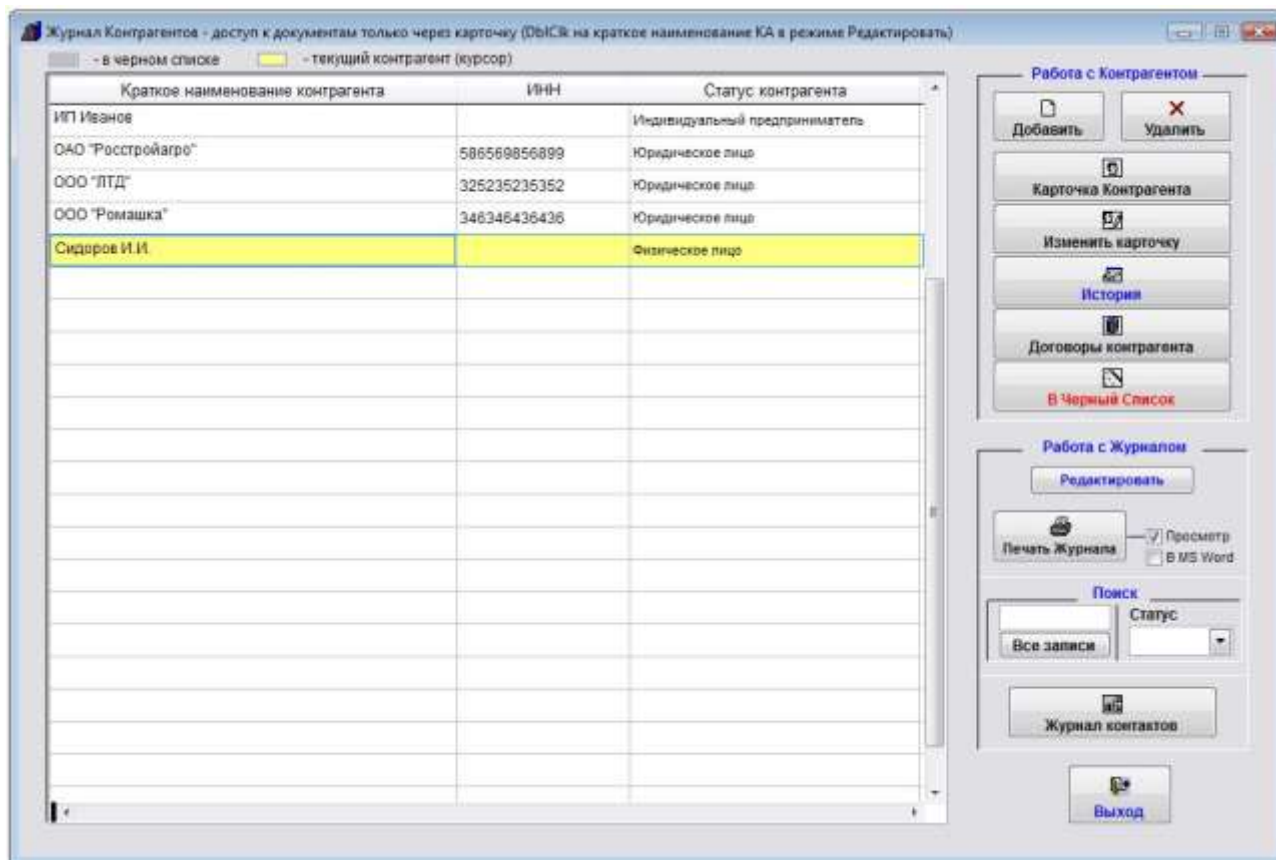 Журнал Контрагентов - доступ к документам только через карточку (DblClk на краткое наименование КА в режиме Редактировать)
- в черном списке - текущий контрагент (курсор)
Краткое наименование контрагента ИНН Статус контрагента
ИП Иванов Индивидуальный предприниматель
ОАО "Росстройагро" 586569856899 Юридическое лицо
ООО "ЛТД" 325235235352 Юридическое лицо
ООО "Ромашка" 346346436436 Юридическое лицо
Сидоров И.И. Физическое лицо
Работа с Контрагентом
Добавить Удалить
Карточка Контрагента
Изменить карточку
История
Договоры контрагента
В Черный Список
Работа с Журналом
Редактировать
Печать Журнала
Просмотр
В MS Word
Поиск
Статус
Все записи
Журнал контактов
Выход